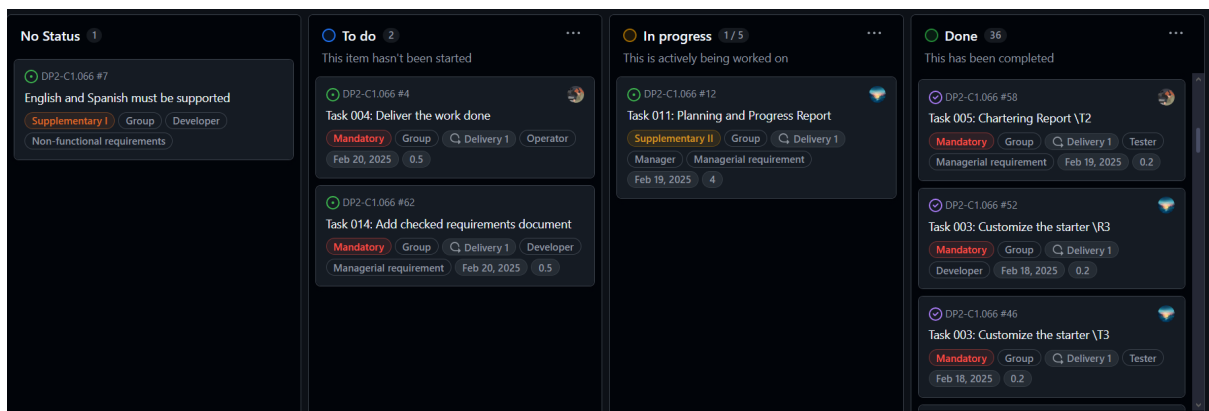 No Status 1
DP2-C1.066 #7
English and Spanish must be supported
Supplementary I Group Developer
Non-functional requirements
To do 2
This item hasn't been started
DP2-C1.066 #4
Task 004: Deliver the work done
Mandatory Group Delivery 1 Operator
Feb 20, 2025 0.5
DP2-C1.066 #62
Task 014: Add checked requirements document
Mandatory Group Delivery 1 Developer
Managerial requirement Feb 20, 2025 0.5
In progress 1 / 5
This is actively being worked on
DP2-C1.066 #12
Task 011: Planning and Progress Report
Supplementary II Group Delivery 1
Manager Managerial requirement
Feb 19, 2025 4
Done 36
This has been completed
DP2-C1.066 #58
Task 005: Chartering Report \T2
Mandatory Group Delivery 1 Tester
Managerial requirement Feb 19, 2025 0.2
DP2-C1.066 #52
Task 003: Customize the starter \R3
Mandatory Group Delivery 1
Developer Feb 18, 2025 0.2
DP2-C1.066 #46
Task 003: Customize the starter \T3
Mandatory Group Delivery 1 Tester
Feb 18, 2025 0.2